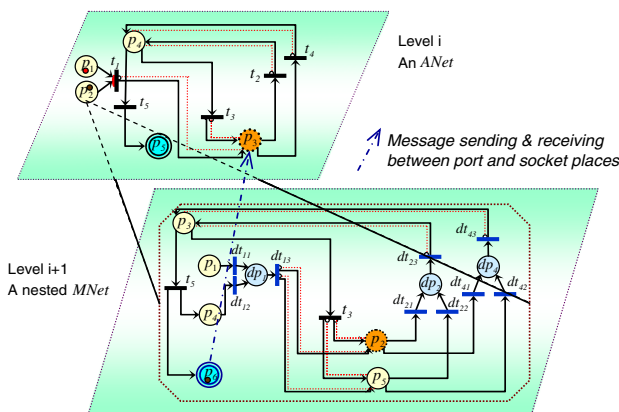 Level i
An ANet
p4
t4
p1
t1
p2
t2
t5
t3
p5
p3
Message sending & receiving
between port and socket places
Level i+1
A nested MNet
p3
dt43
dt23
dt11
dt13
p1
dp1
dp4
t5
dt12
dp2
dt41
dt42
p4
t3
dt21
dt22
p2
p6
p5